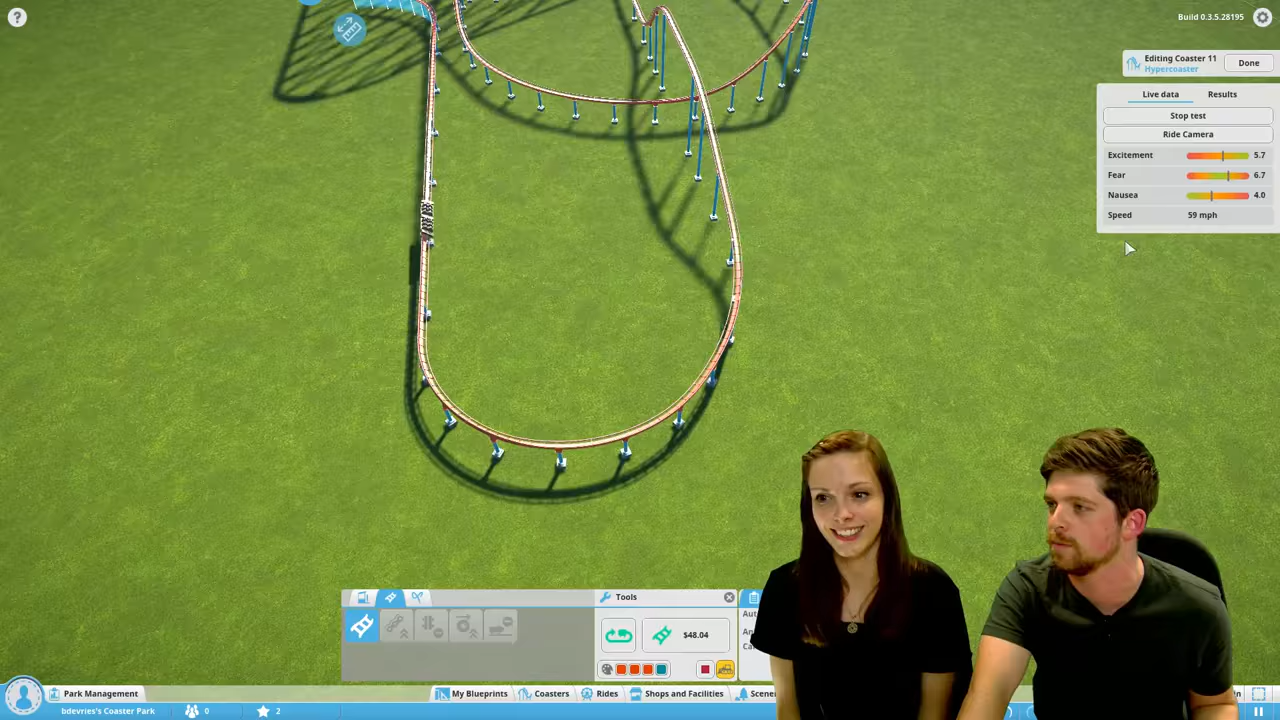 ?
Build 0.3.5.28195
Editing Coaster 11
Hypercoaster
Done
Live data
Results
Stop test
Ride Camera
Excitement 5.7
Fear 6.7
Nausea 4.0
Speed 59 mph
Tools
$48.04
Park Management
My Blueprints
Coasters
Rides
Shops and Facilities
bdevries's Coaster Park
0
2